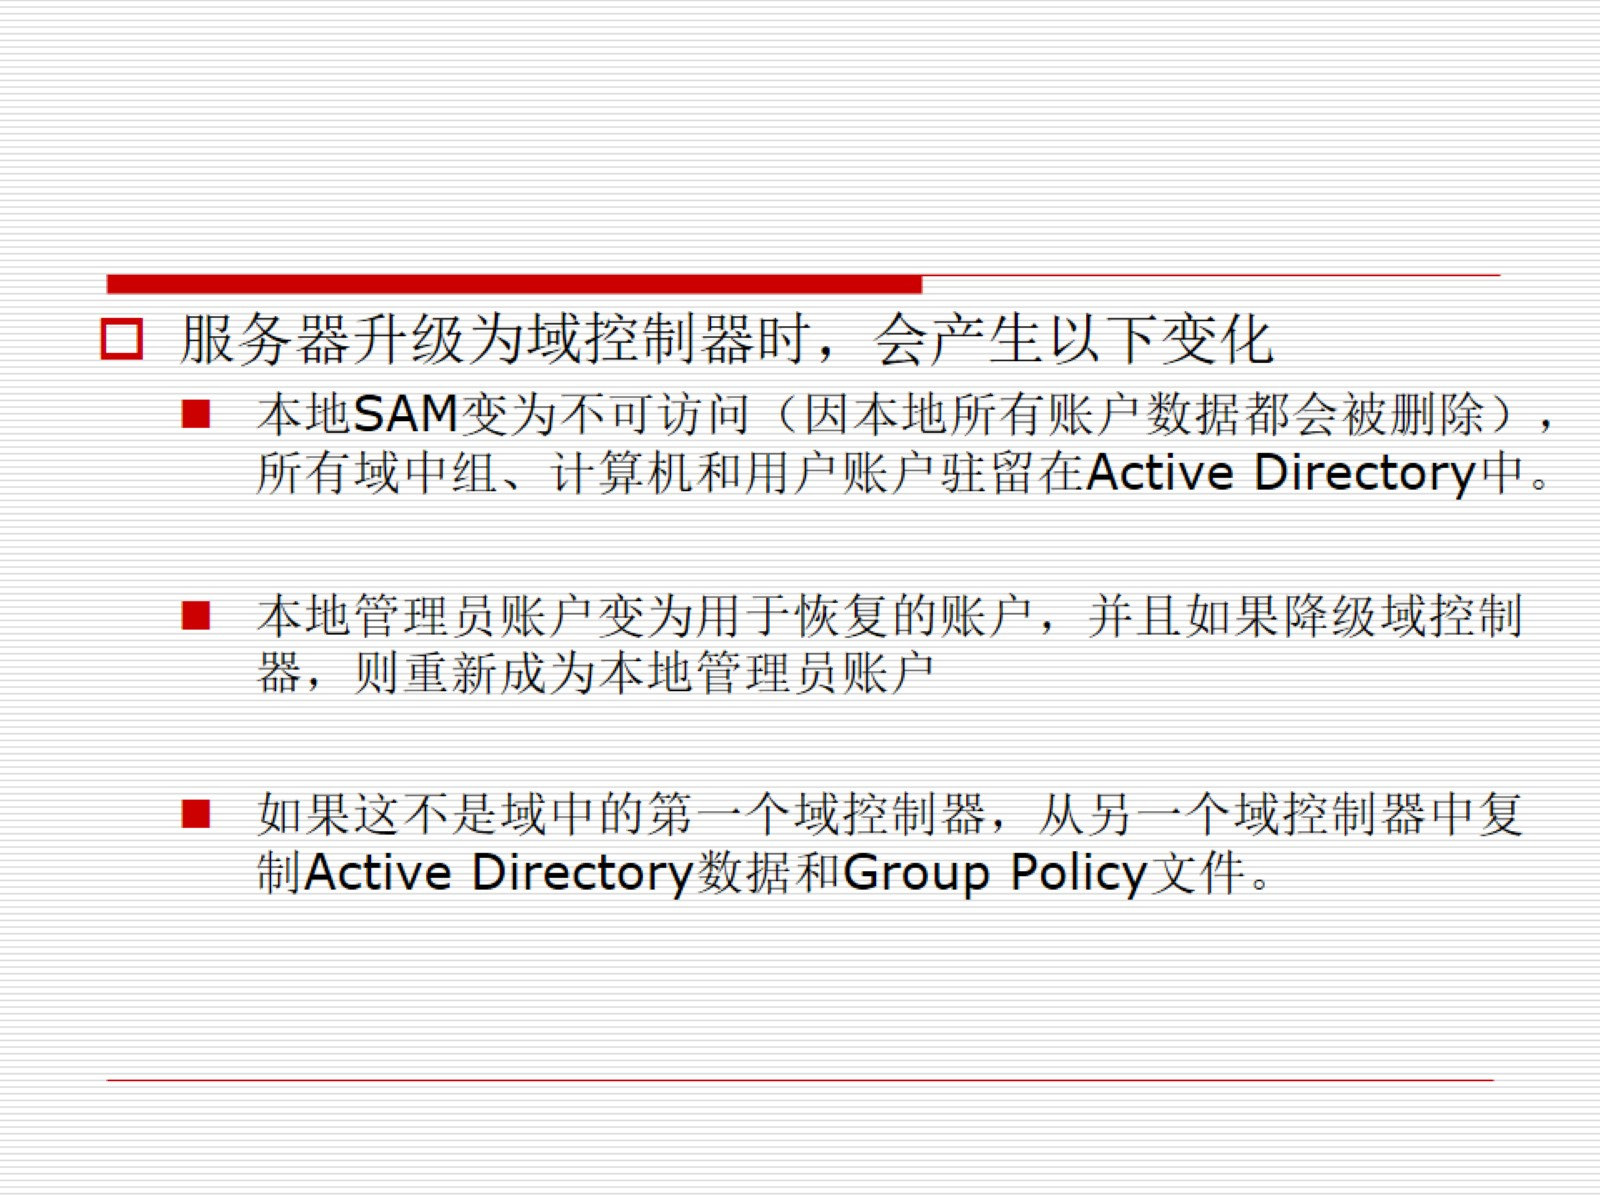 服务器升级为域控制器时，会产生以下变化
本地SAM变为不可访问（因本地所有账户数据都会被删除），
所有域中组、计算机和用户账户驻留在Active Directory中。
本地管理员账户变为用于恢复的账户，并且如果降级域控制
器，则重新成为本地管理员账户
如果这不是域中的第一个域控制器，从另一个域控制器中复
制Active Directory数据和Group Policy文件。